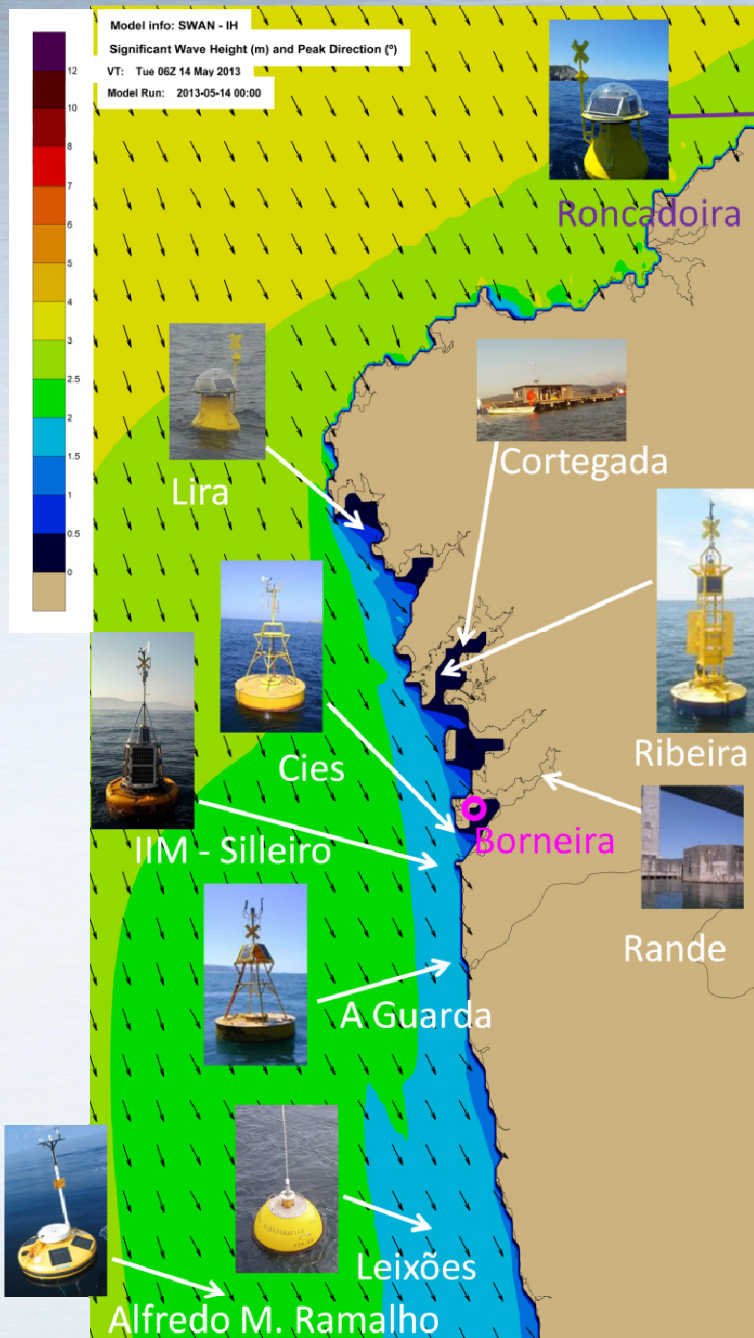 Model info: SWAN - IH
Significant Wave Height (m) and Peak Direction (º)
VT: Tue 06Z 14 May 2013
Model Run: 2013-05-14 00:00
12
10
8
7
6
5
4
3
2.5
2
1.5
1
0.5
0
Roncadoira
Lira
Cortegada
Cies
Ribeira
IIM - Silleiro
Borneira
Rande
A Guarda
Leixões
Alfredo M. Ramalho